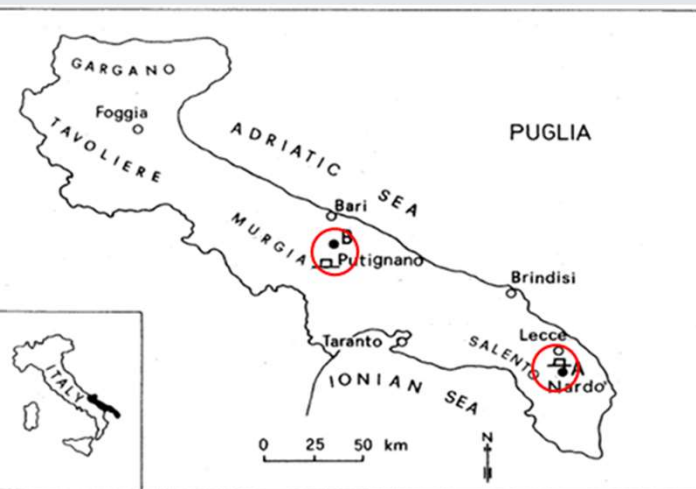 GARGANO
Foggia
TAVOLIERE
ADRIATIC SEA
PUGLIA
Bari
MURGIA
B
Putignano
Brindisi
Lecce
Taranto
SALENTO
A
Nardo'
ITALY
IONIAN SEA
0 25 50 km
N